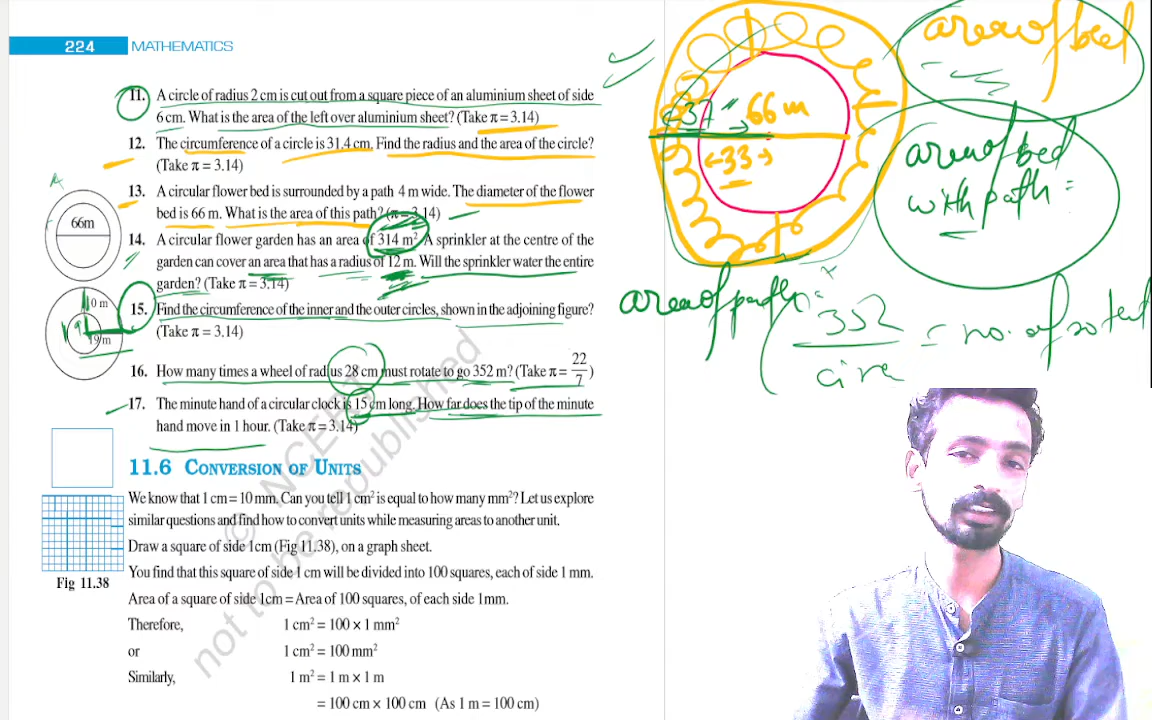 224 MATHEMATICS
11. A circle of radius 2 cm is cut out from a square piece of an aluminium sheet of side
6 cm. What is the area of the left over aluminium sheet? (Take π = 3.14)
12. The circumference of a circle is 31.4 cm. Find the radius and the area of the circle?
(Take π = 3.14)
13. A circular flower bed is surrounded by a path 4 m wide. The diameter of the flower
bed is 66 m. What is the area of this path? (π = 3.14)
66m
14. A circular flower garden has an area of 314 m². A sprinkler at the centre of the
garden can cover an area that has a radius of 12 m. Will the sprinkler water the entire
garden? (Take π = 3.14)
15. Find the circumference of the inner and the outer circles, shown in the adjoining figure?
(Take π = 3.14)
16. How many times a wheel of radius 28 cm must rotate to go 352 m? (Take π = 22/7)
17. The minute hand of a circular clock is 15 cm long. How far does the tip of the minute
hand move in 1 hour. (Take π = 3.14)
11.6 CONVERSION OF UNITS
We know that 1 cm = 10 mm. Can you tell 1 cm² is equal to how many mm²? Let us explore
similar questions and find how to convert units while measuring areas to another unit.
Draw a square of side 1cm (Fig 11.38), on a graph sheet.
You find that this square of side 1 cm will be divided into 100 squares, each of side 1 mm.
Fig 11.38
Area of a square of side 1cm = Area of 100 squares, of each side 1mm.
Therefore, 1 cm² = 100 × 1 mm²
or 1 cm² = 100 mm²
Similarly, 1 m² = 1 m × 1 m
= 100 cm × 100 cm (As 1 m = 100 cm)
© NCERT
not to be republished
area of bed
37 66 m
33
area of bed
with path =
area of path =
352 = no. of